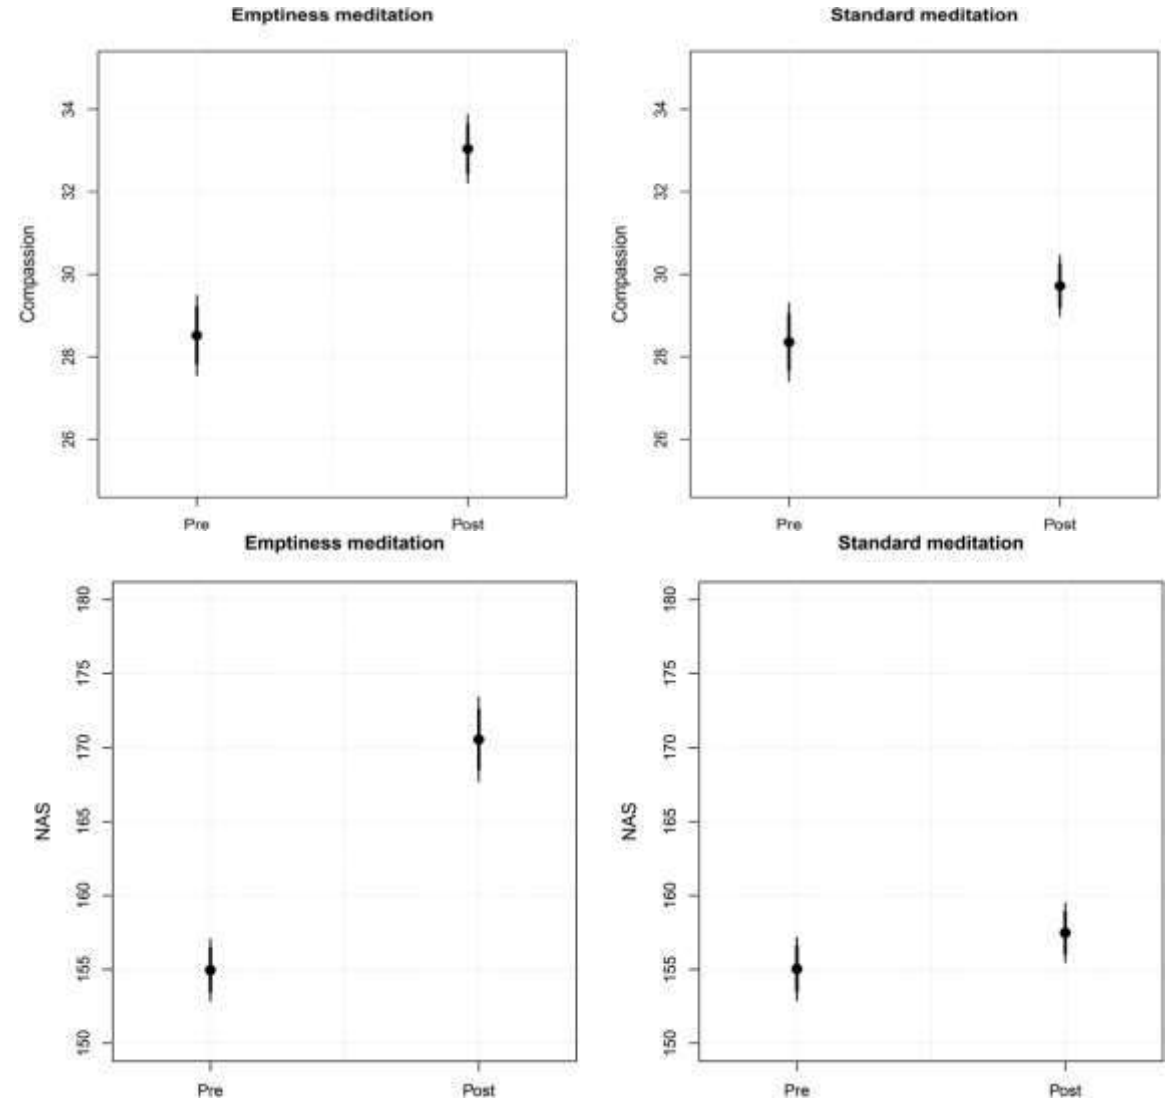 Emptiness meditation
Compassion
34
32
30
28
26
Pre Post
Standard meditation
Compassion
34
32
30
28
26
Pre Post
Emptiness meditation
NAS
180
175
170
165
160
155
150
Pre Post
Standard meditation
NAS
180
175
170
165
160
155
150
Pre Post